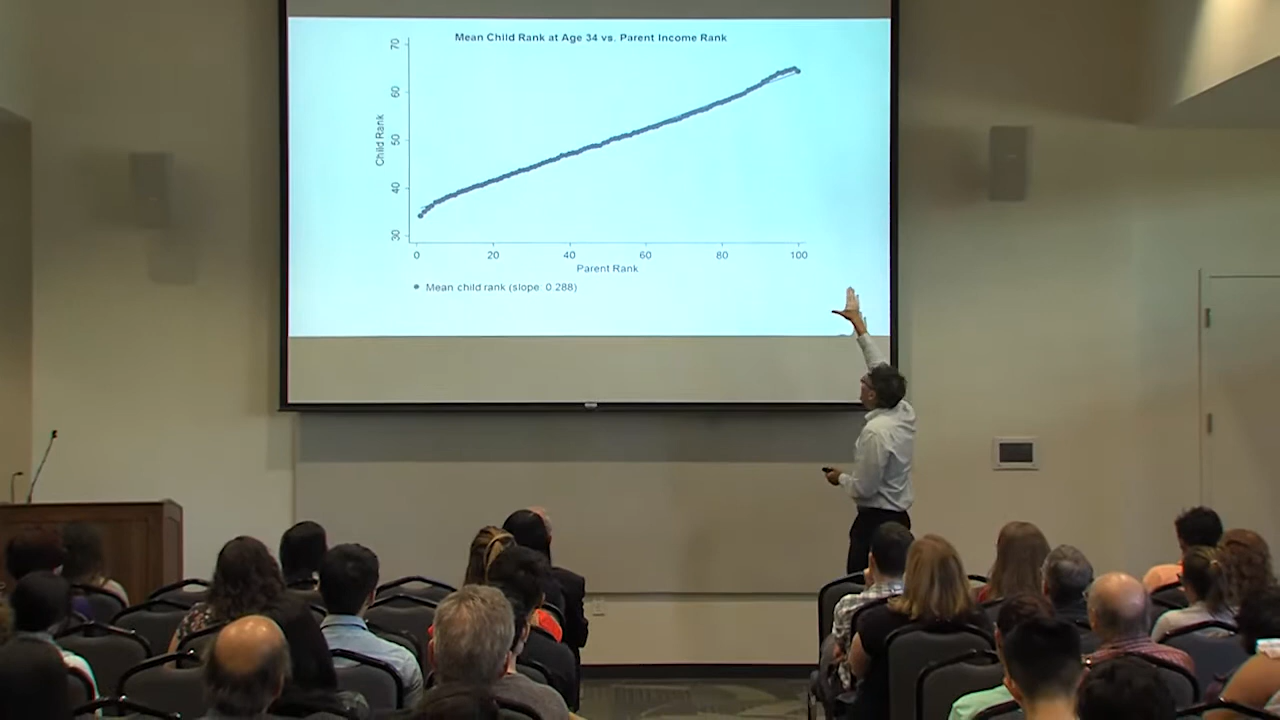 Mean Child Rank at Age 34 vs. Parent Income Rank
Child Rank
70
60
50
40
30
0 20 40 60 80 100
Parent Rank
Mean child rank (slope: 0.288)